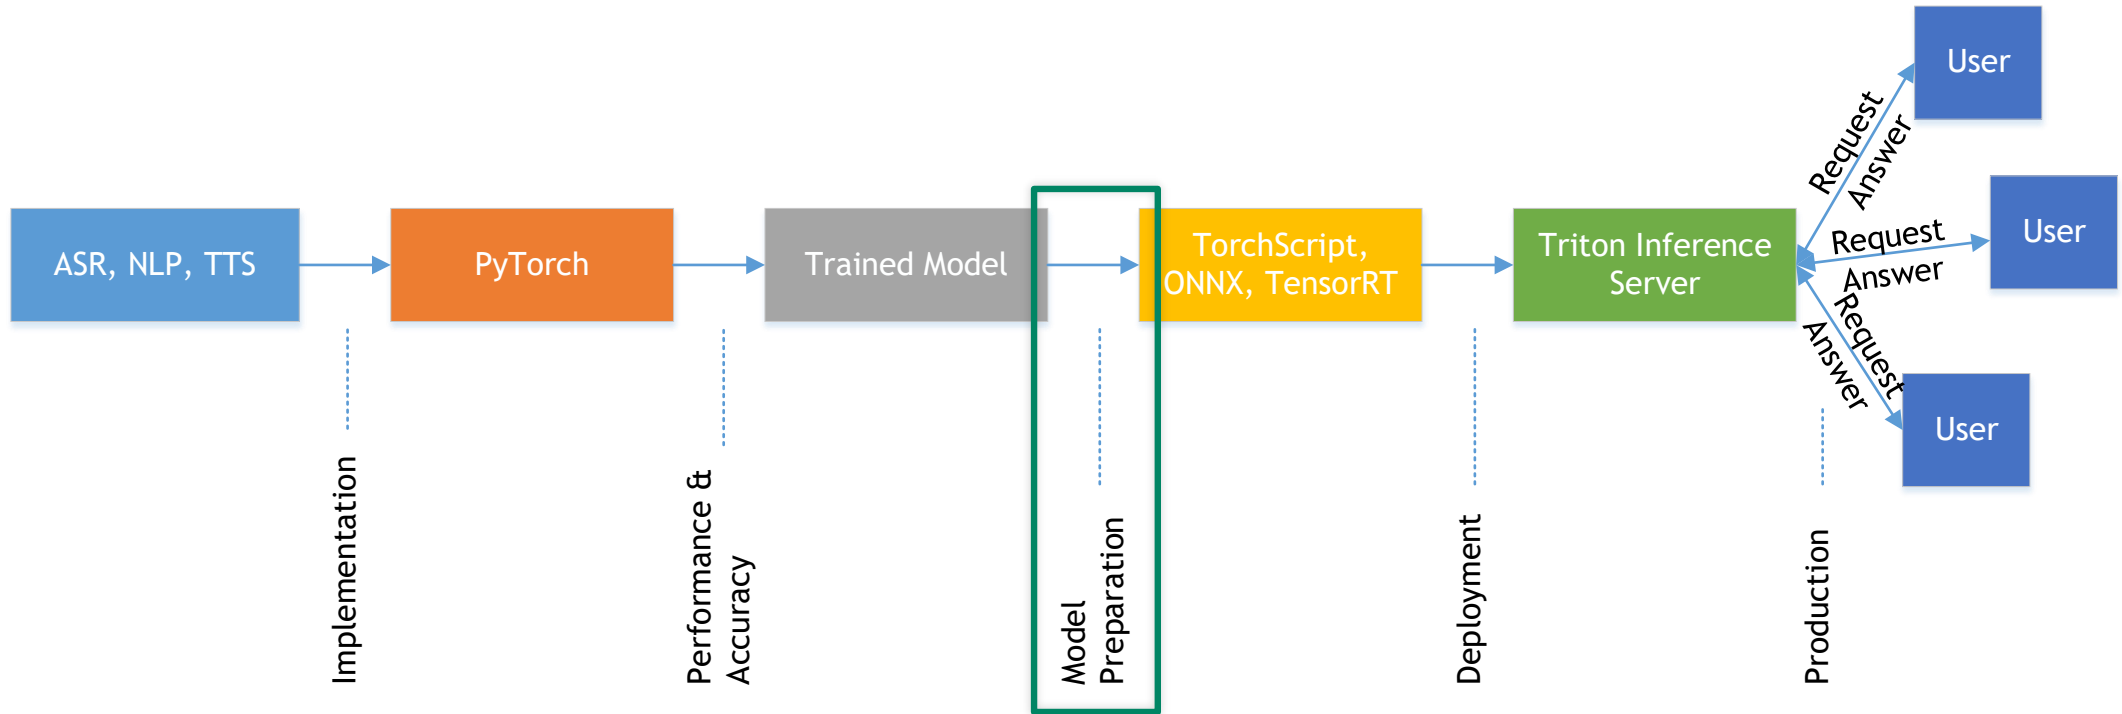 ASR, NLP, TTS
PyTorch
Trained Model
TorchScript,
ONNX, TensorRT
Triton Inference
Server
Request
Answer
User
Request
Answer
User
Request
Answer
User
Implementation
Performance &
Accuracy
Model
Preparation
Deployment
Production